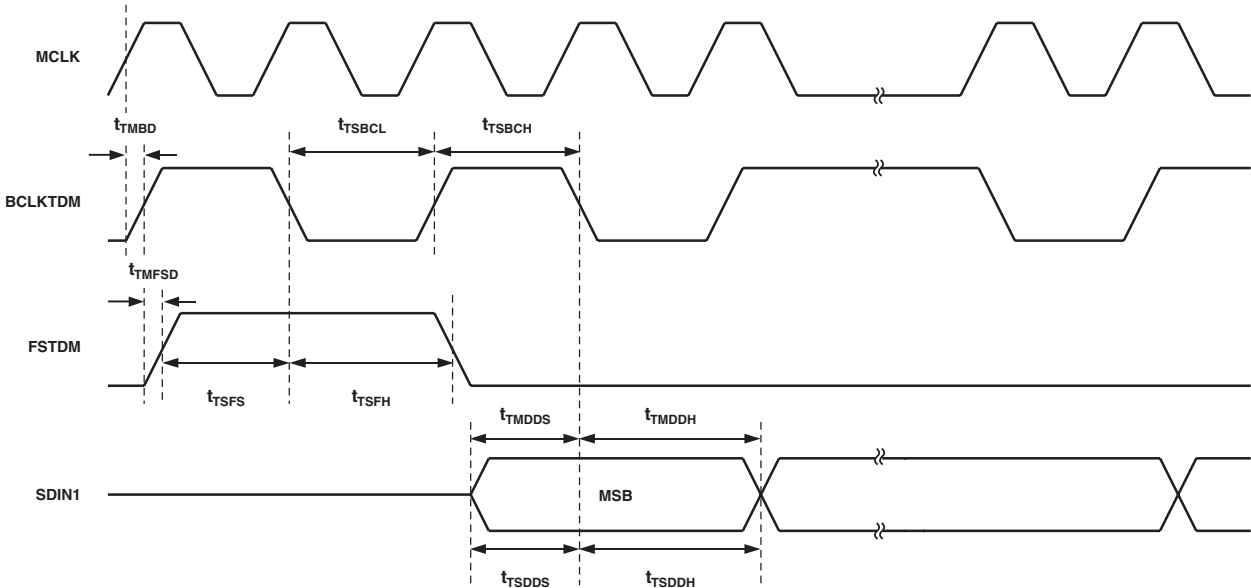 MCLK
tTMBD
tTSBCL
tTSBCH
BCLKTDM
tTMFSD
FSTDM
tTSFS
tTSFH
tTMDDS
tTMDDH
SDIN1
MSB
tTSDDS
tTSDDH